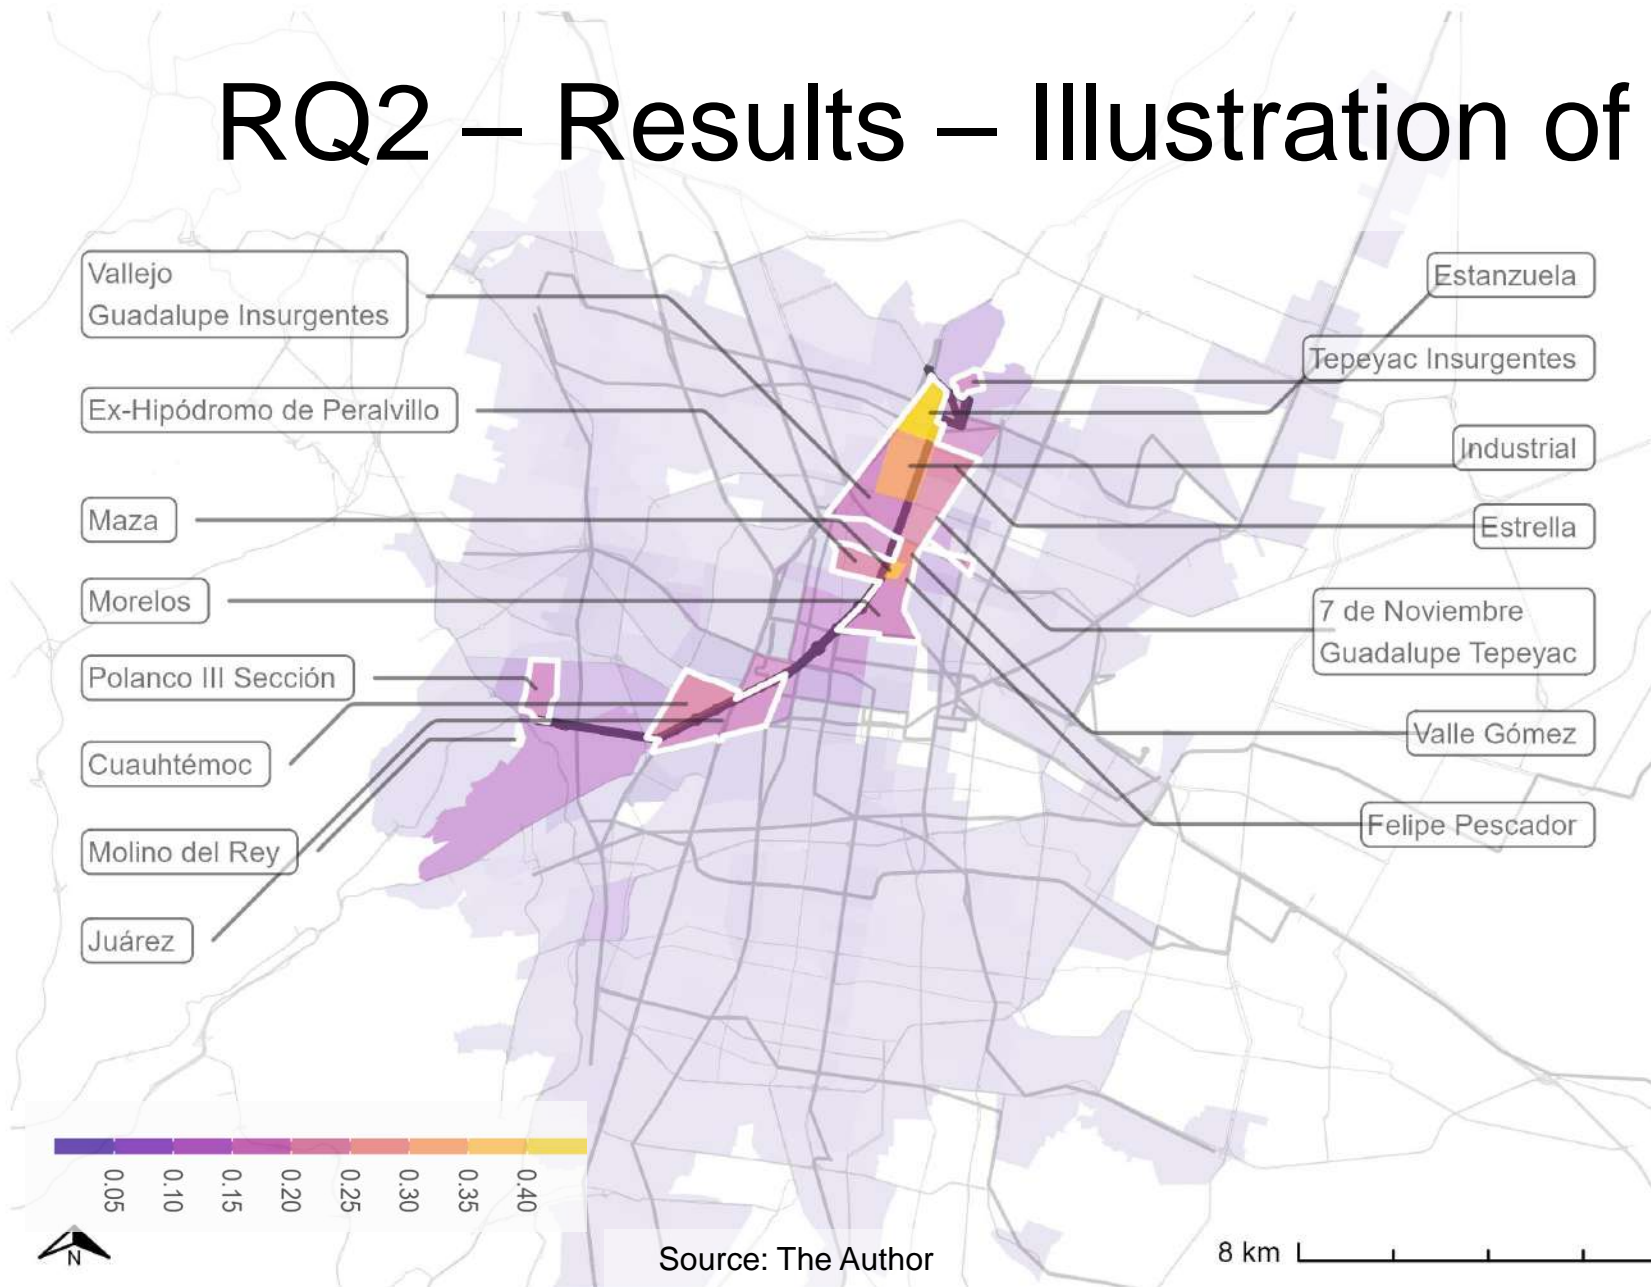 RQ2 – Results – Illustration of
Vallejo
Guadalupe Insurgentes
Ex-Hipódromo de Peralvillo
Maza
Morelos
Polanco III Sección
Cuauhtémoc
Molino del Rey
Juárez
Estanzuela
Tepeyac Insurgentes
Industrial
Estrella
7 de Noviembre
Guadalupe Tepeyac
Valle Gómez
Felipe Pescador
0.05
0.10
0.15
0.20
0.25
0.30
0.35
0.40
N
Source: The Author
8 km